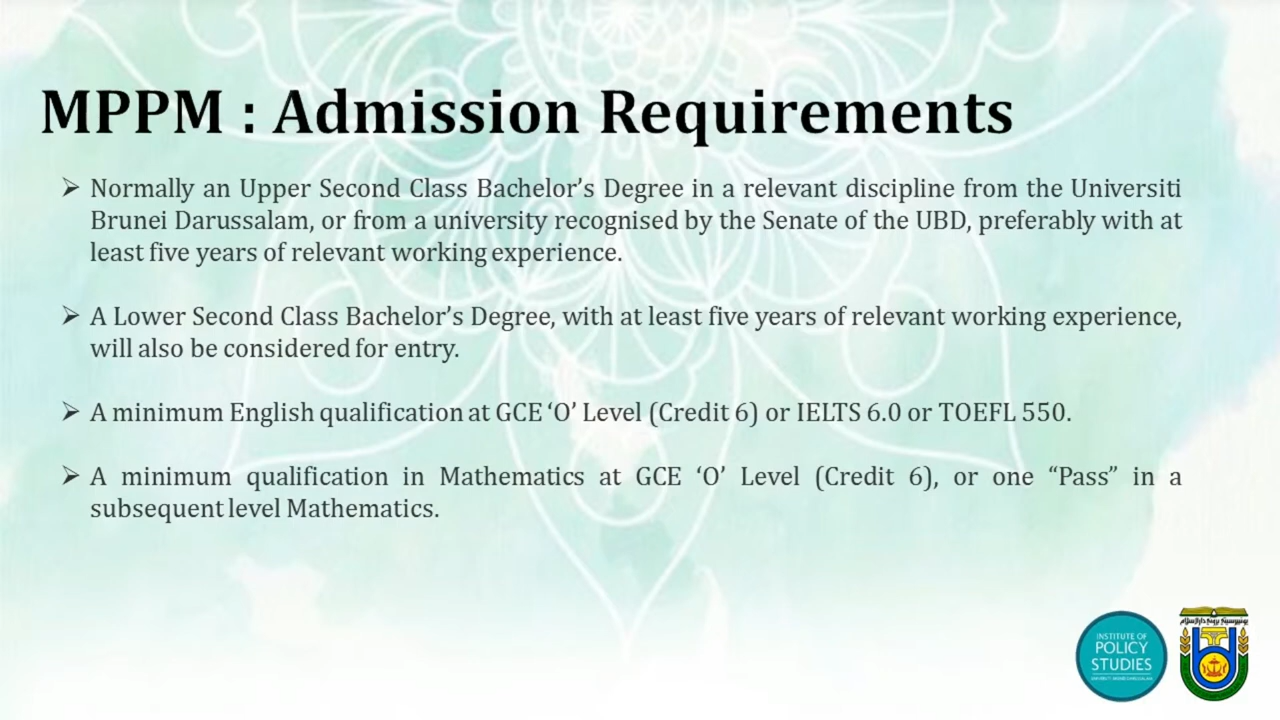 MPPM : Admission Requirements
➢ Normally an Upper Second Class Bachelor’s Degree in a relevant discipline from the Universiti
Brunei Darussalam, or from a university recognised by the Senate of the UBD, preferably with at
least five years of relevant working experience.
➢ A Lower Second Class Bachelor’s Degree, with at least five years of relevant working experience,
will also be considered for entry.
➢ A minimum English qualification at GCE ‘O’ Level (Credit 6) or IELTS 6.0 or TOEFL 550.
➢ A minimum qualification in Mathematics at GCE ‘O’ Level (Credit 6), or one “Pass” in a
subsequent level Mathematics.
INSTITUTE OF
POLICY
STUDIES
UNIVERSITI BRUNEI DARUSSALAM